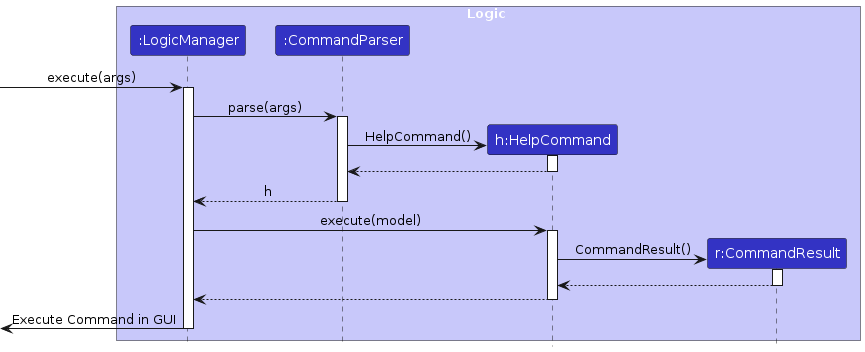 Logic
:LogicManager
:CommandParser
execute(args)
parse(args)
HelpCommand()
h:HelpCommand
h
execute(model)
CommandResult()
r:CommandResult
Execute Command in GUI